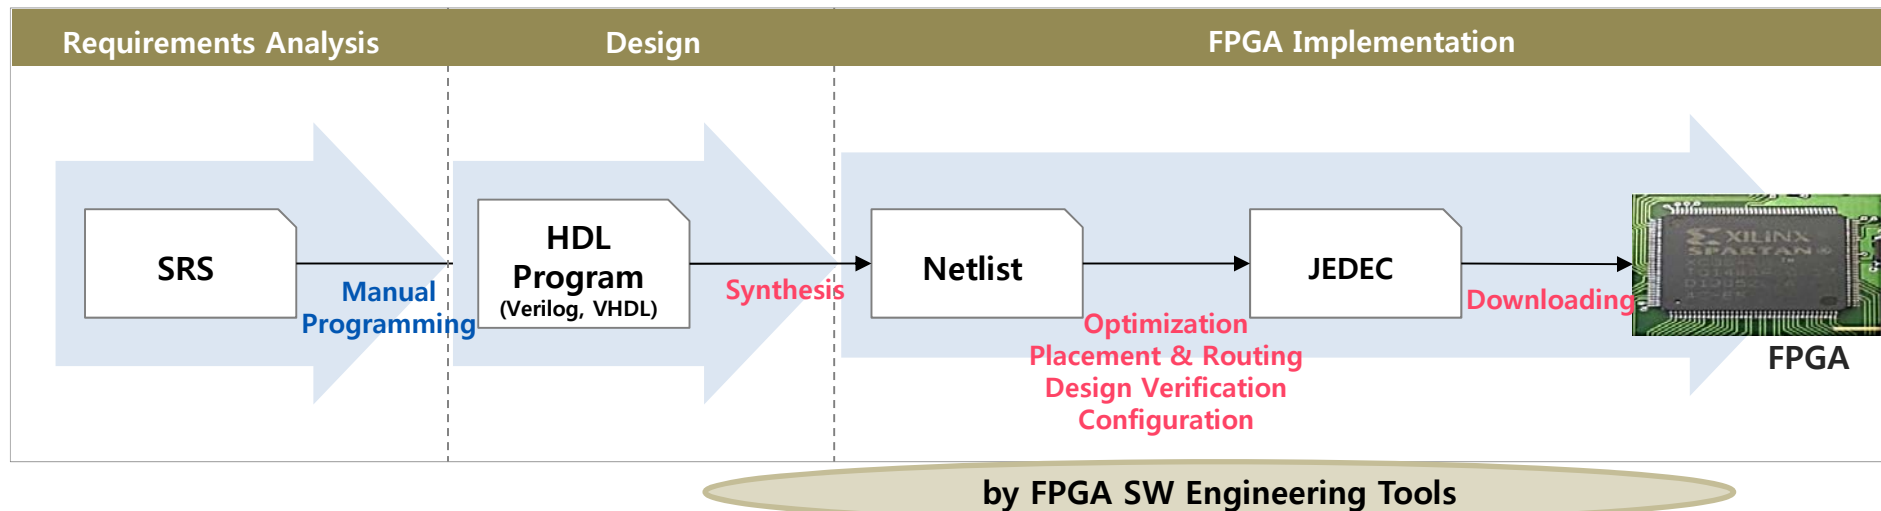 Requirements Analysis
Design
FPGA Implementation
SRS
Manual
Programming
HDL
Program
(Verilog, VHDL)
Synthesis
Netlist
Optimization
Placement & Routing
Design Verification
Configuration
JEDEC
Downloading
XILINX
SPARTAN®
FPGA
by FPGA SW Engineering Tools